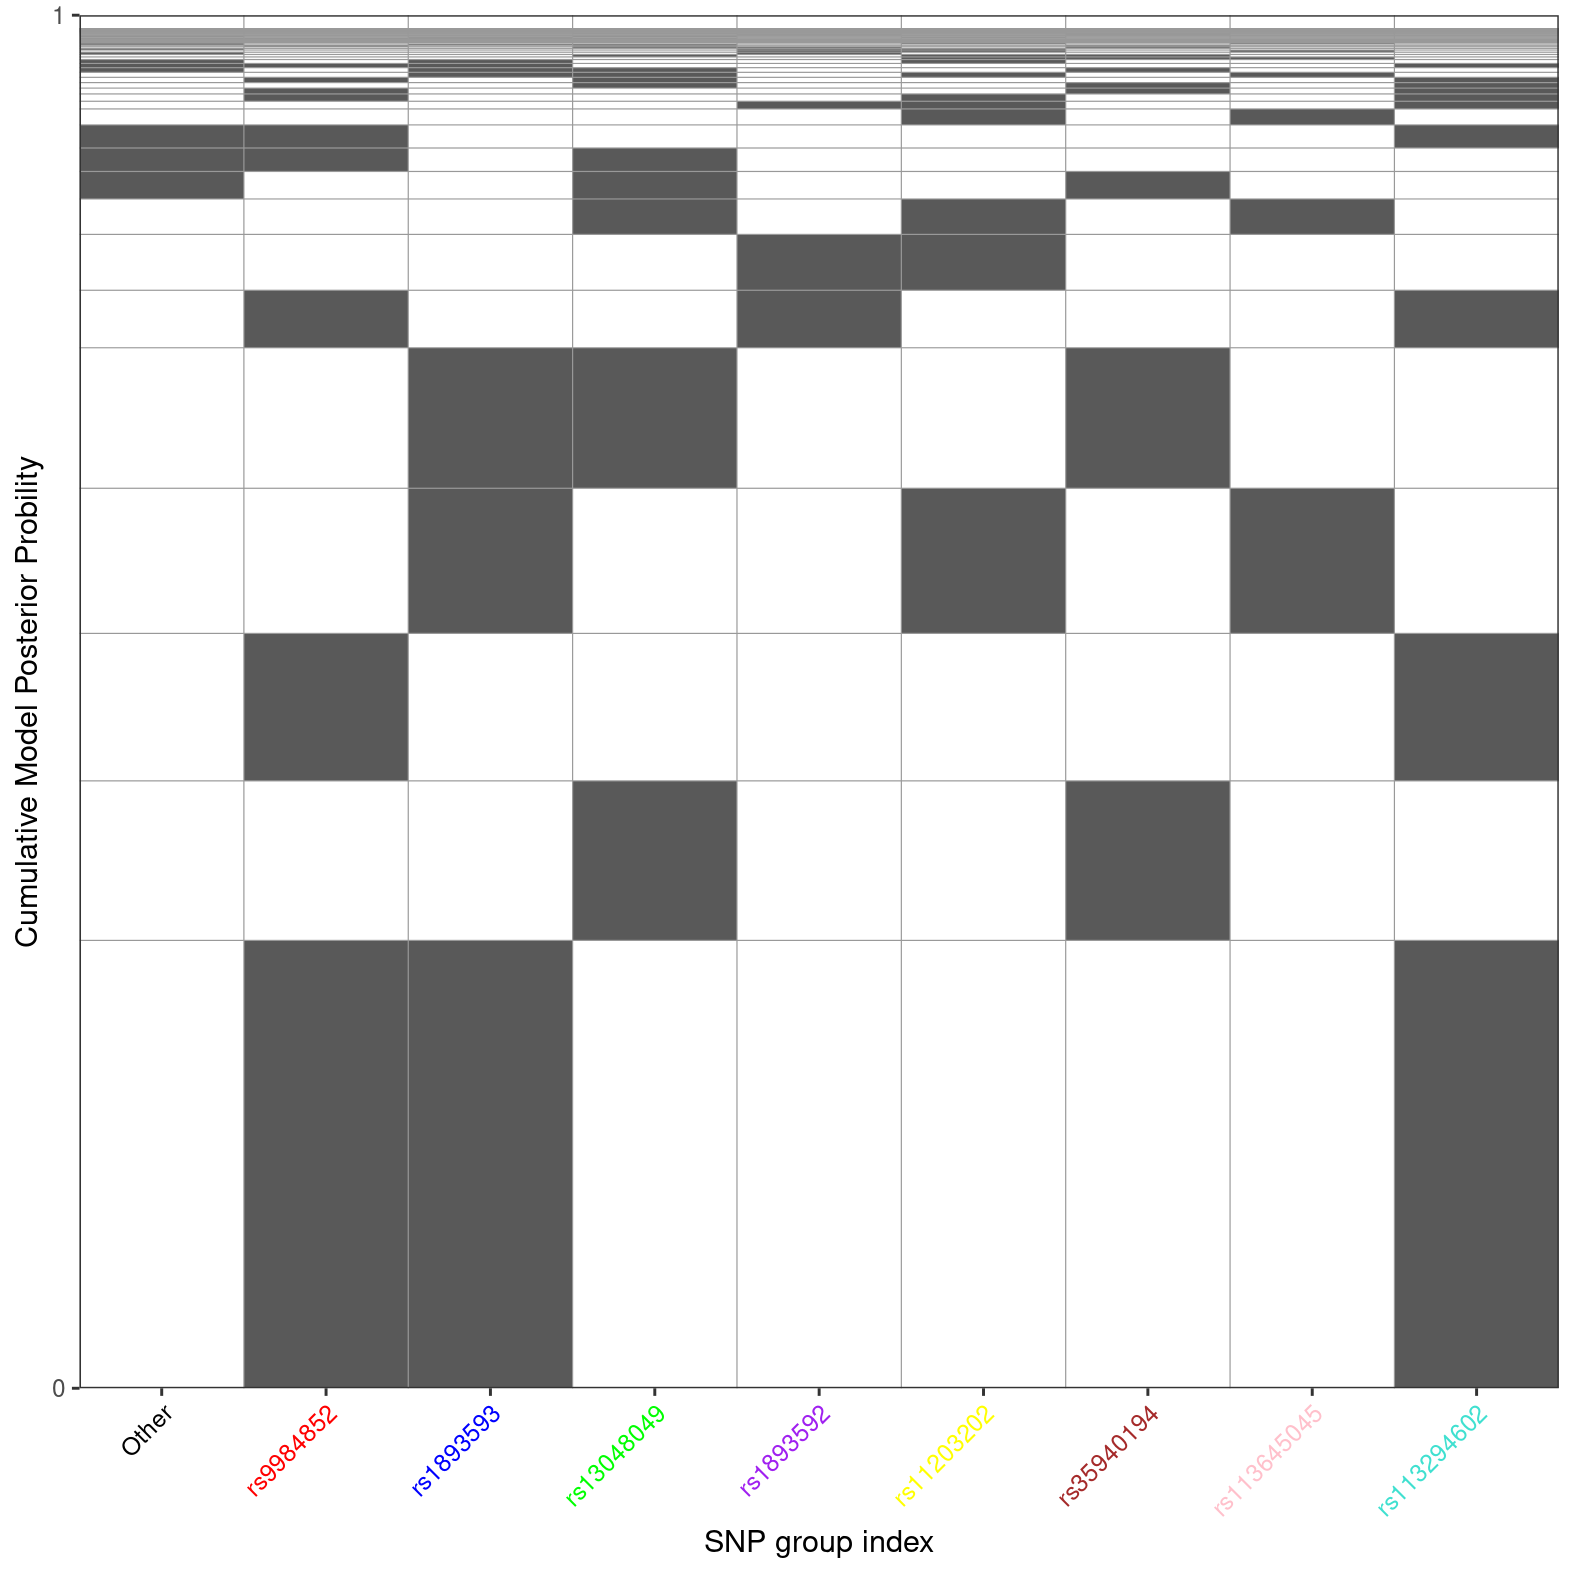 1
Cumulative Model Posterior Probility
0
Other
rs9984852
rs1893593
rs13048049
rs1893592
rs11203202
rs35940194
rs113645045
rs113294602
SNP group index